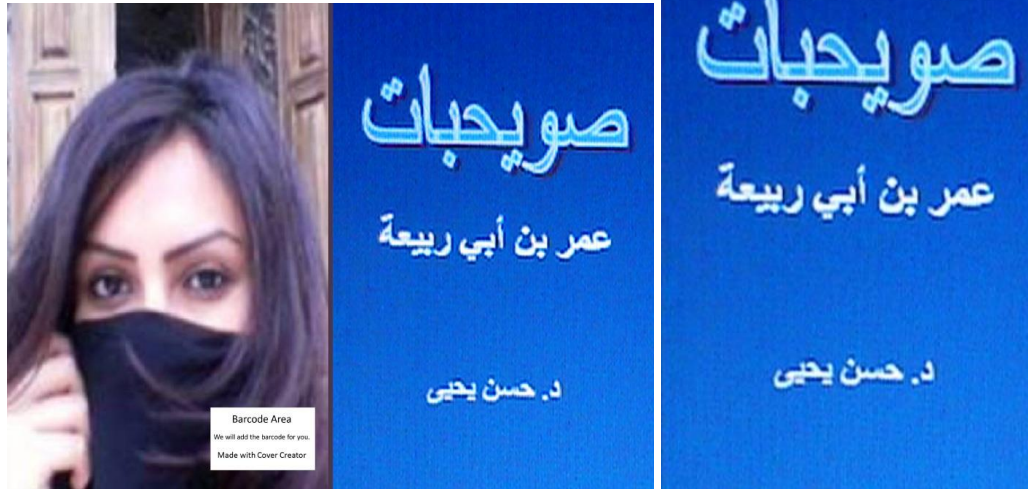 Barcode Area
We will add the barcode for you.
Made with Cover Creator
صويحبات
عمر بن أبي ربيعة
د. حسن يحيى
صويحبات
عمر بن أبي ربيعة
د. حسن يحيى